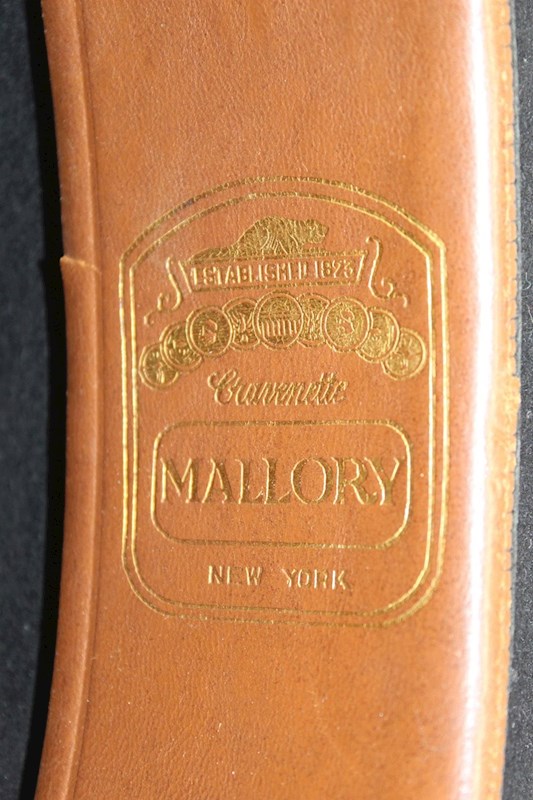 ESTABLISHED 1823
Cravenette
MALLORY
NEW YORK